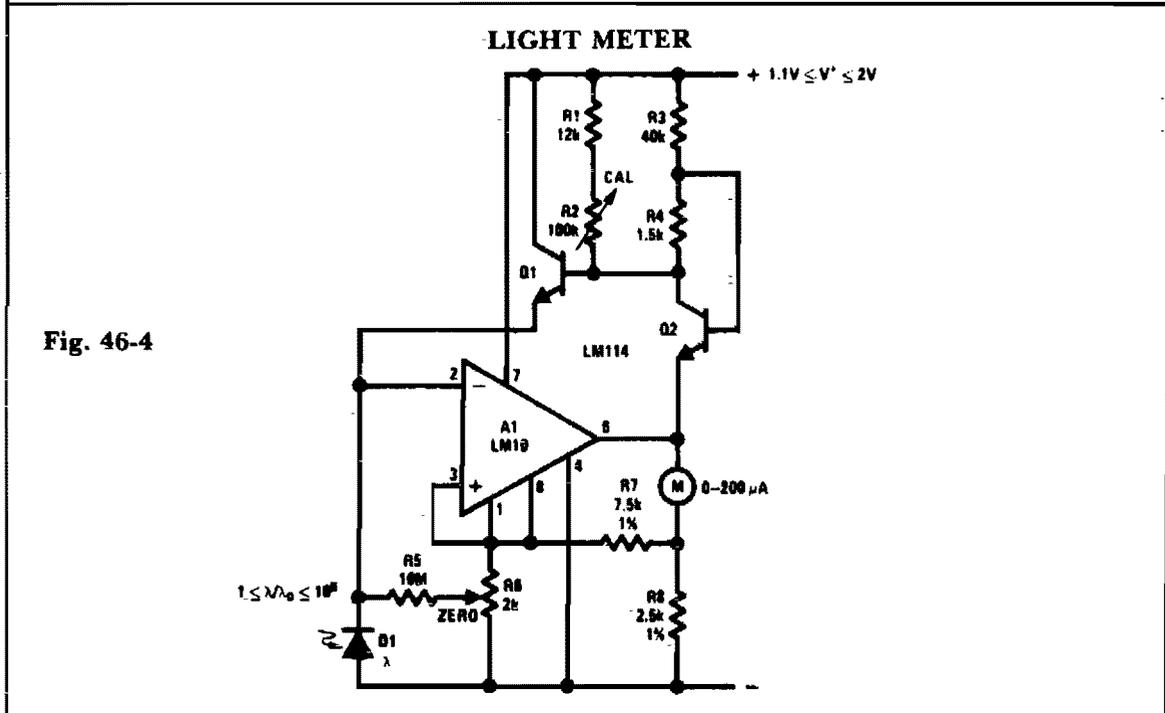 LIGHT METER
+ 1.1V ≤ V⁺ ≤ 2V
R1
12k
R3
40k
CAL
R2
100k
R4
1.5k
Q1
Q2
LM114
Fig. 46-4
2
−
7
A1
LM10
6
4
3
+
1
8
M
0–200 µA
R7
7.5k
1%
R5
10M
R6
2k
ZERO
R8
2.5k
1%
D1
λ
−